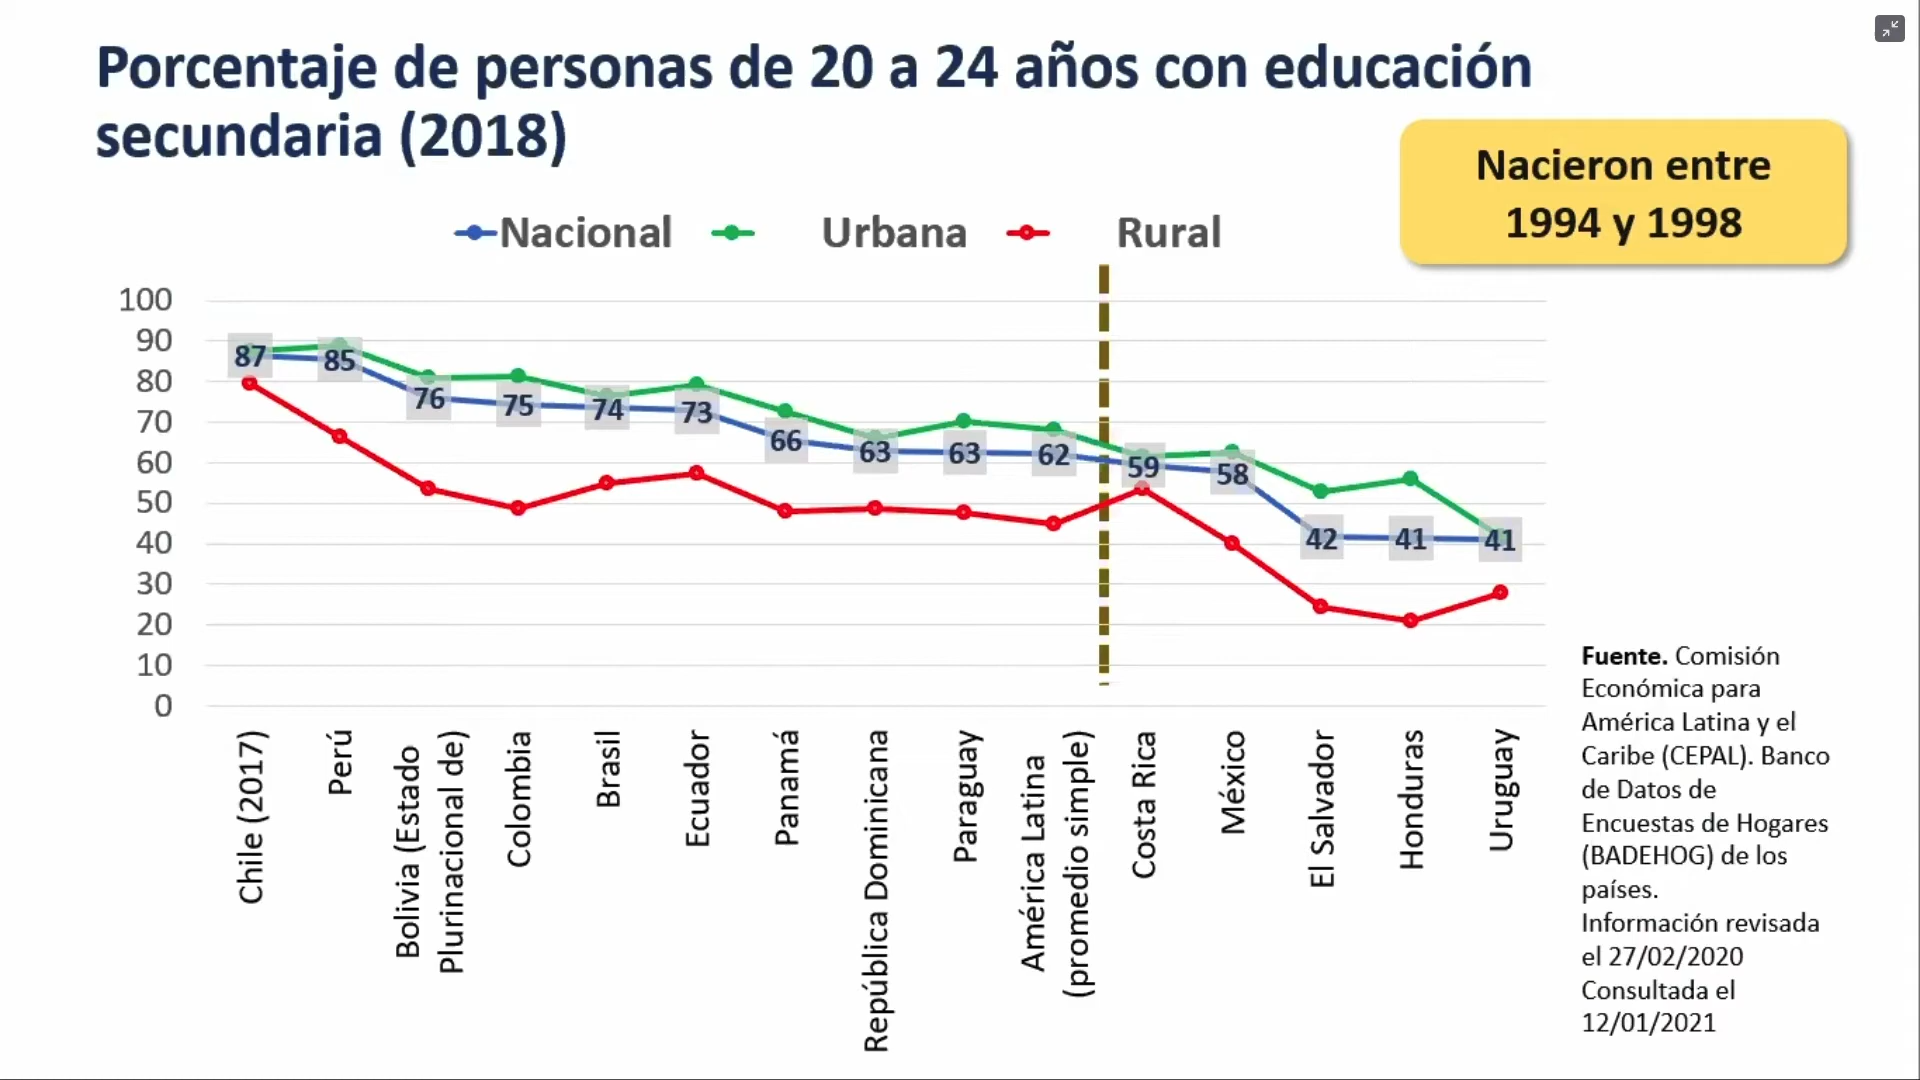 Porcentaje de personas de 20 a 24 años con educación
secundaria (2018)
Nacieron entre
1994 y 1998
Nacional Urbana Rural
100
90
80
70
60
50
40
30
20
10
0
87 85 76 75 74 73 66 63 63 62 59 58 42 41 41
Chile (2017)
Perú
Bolivia (Estado
Plurinacional de)
Colombia
Brasil
Ecuador
Panamá
República Dominicana
Paraguay
América Latina
(promedio simple)
Costa Rica
México
El Salvador
Honduras
Uruguay
Fuente. Comisión
Económica para
América Latina y el
Caribe (CEPAL). Banco
de Datos de
Encuestas de Hogares
(BADEHOG) de los
países.
Información revisada
el 27/02/2020
Consultada el
12/01/2021